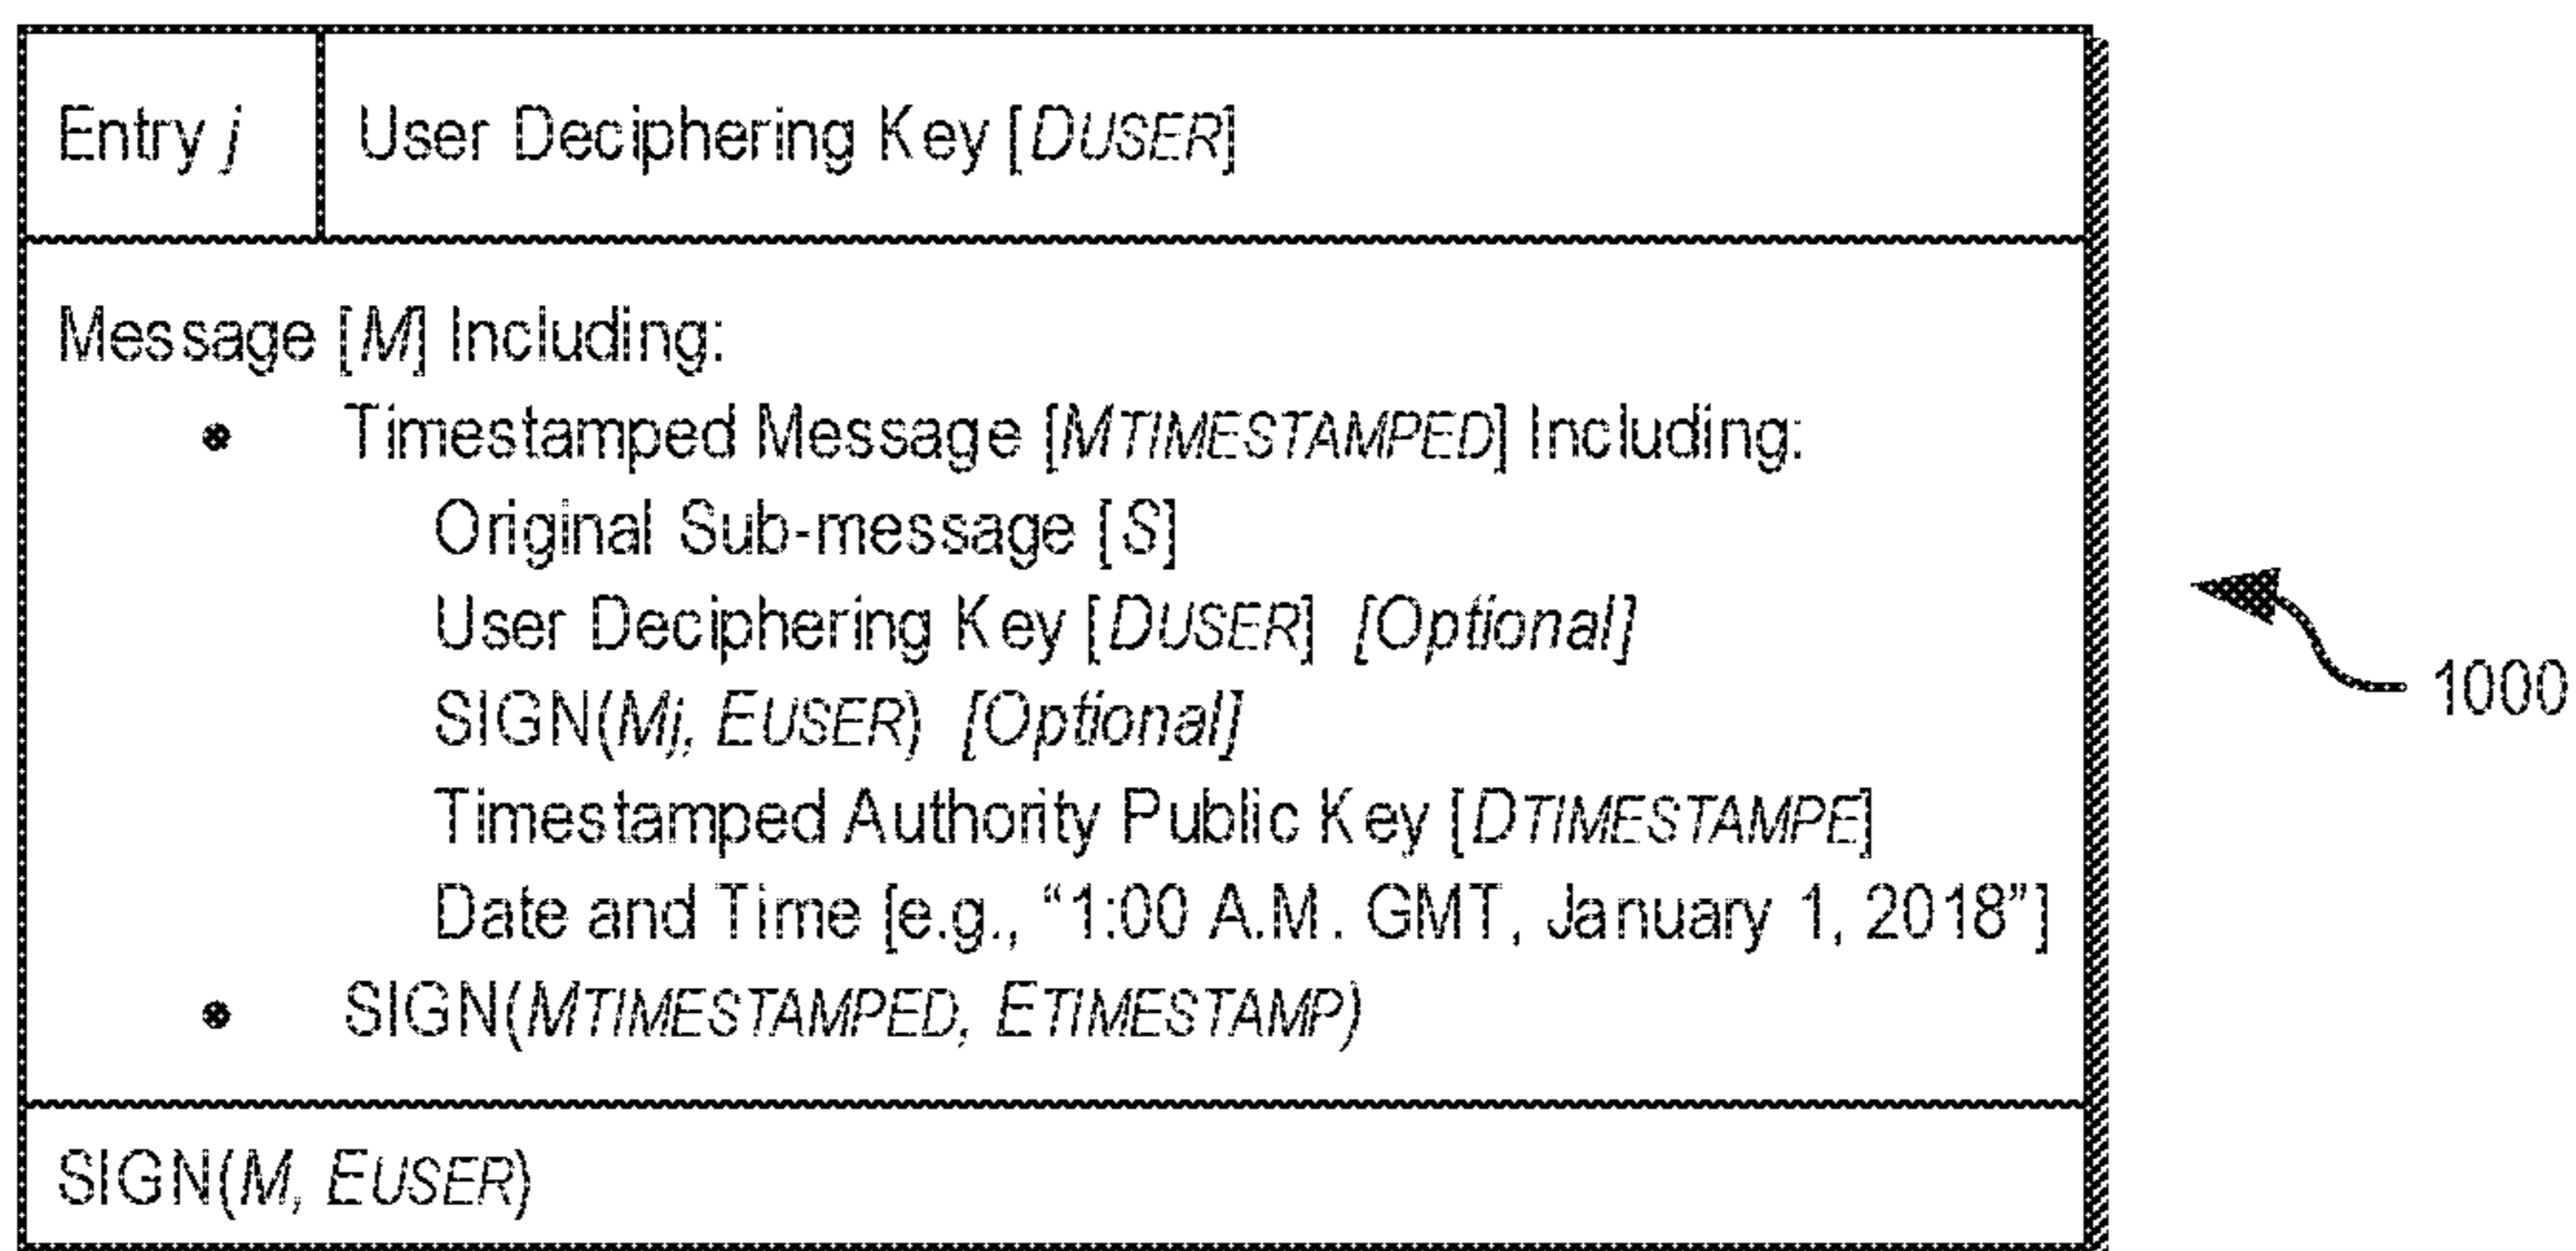 Entry j User Deciphering Key [DUSER]
Message [M] Including:
• Timestamped Message [MTIMESTAMPED] Including:
Original Sub-message [S]
User Deciphering Key [DUSER] [Optional]
SIGN(Mj, EUSER) [Optional]
Timestamped Authority Public Key [DTIMESTAMPE]
Date and Time [e.g., “1:00 A.M. GMT, January 1, 2018”]
• SIGN(MTIMESTAMPED, ETIMESTAMP)
SIGN(M, EUSER)
1000